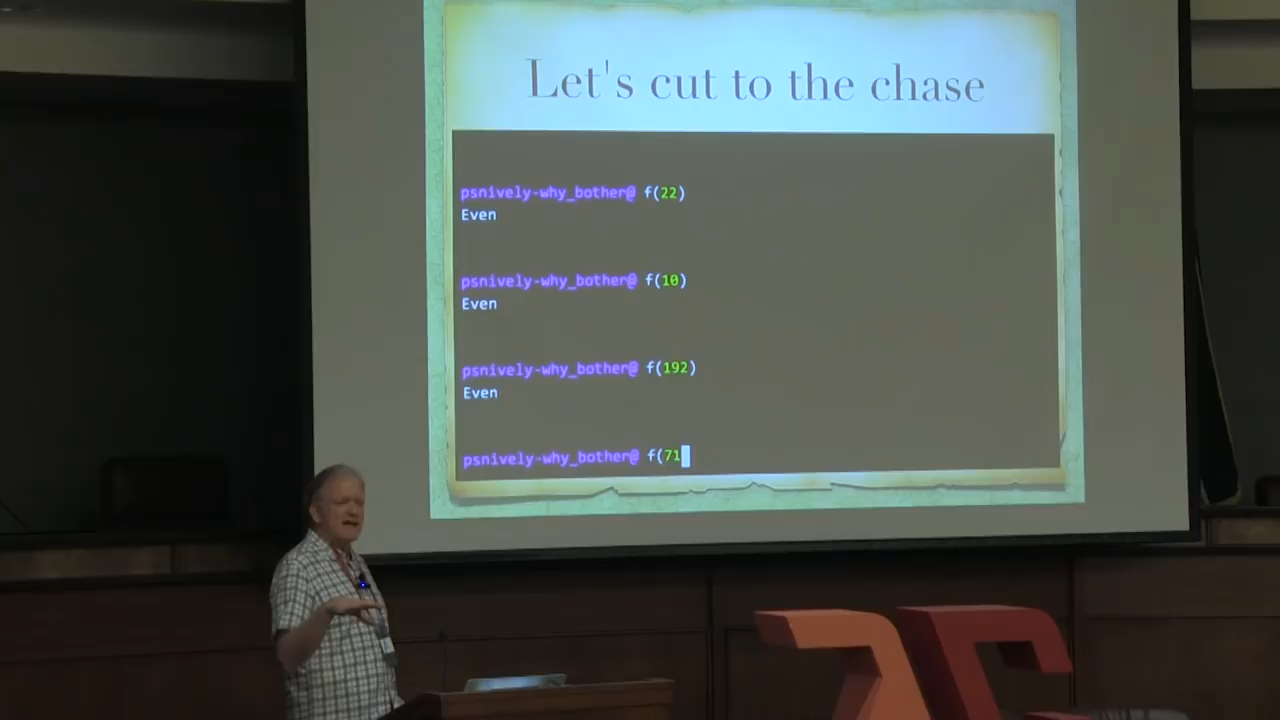 Let's cut to the chase
psnively-why_bother@ f(22)
Even
psnively-why_bother@ f(10)
Even
psnively-why_bother@ f(192)
Even
psnively-why_bother@ f(71